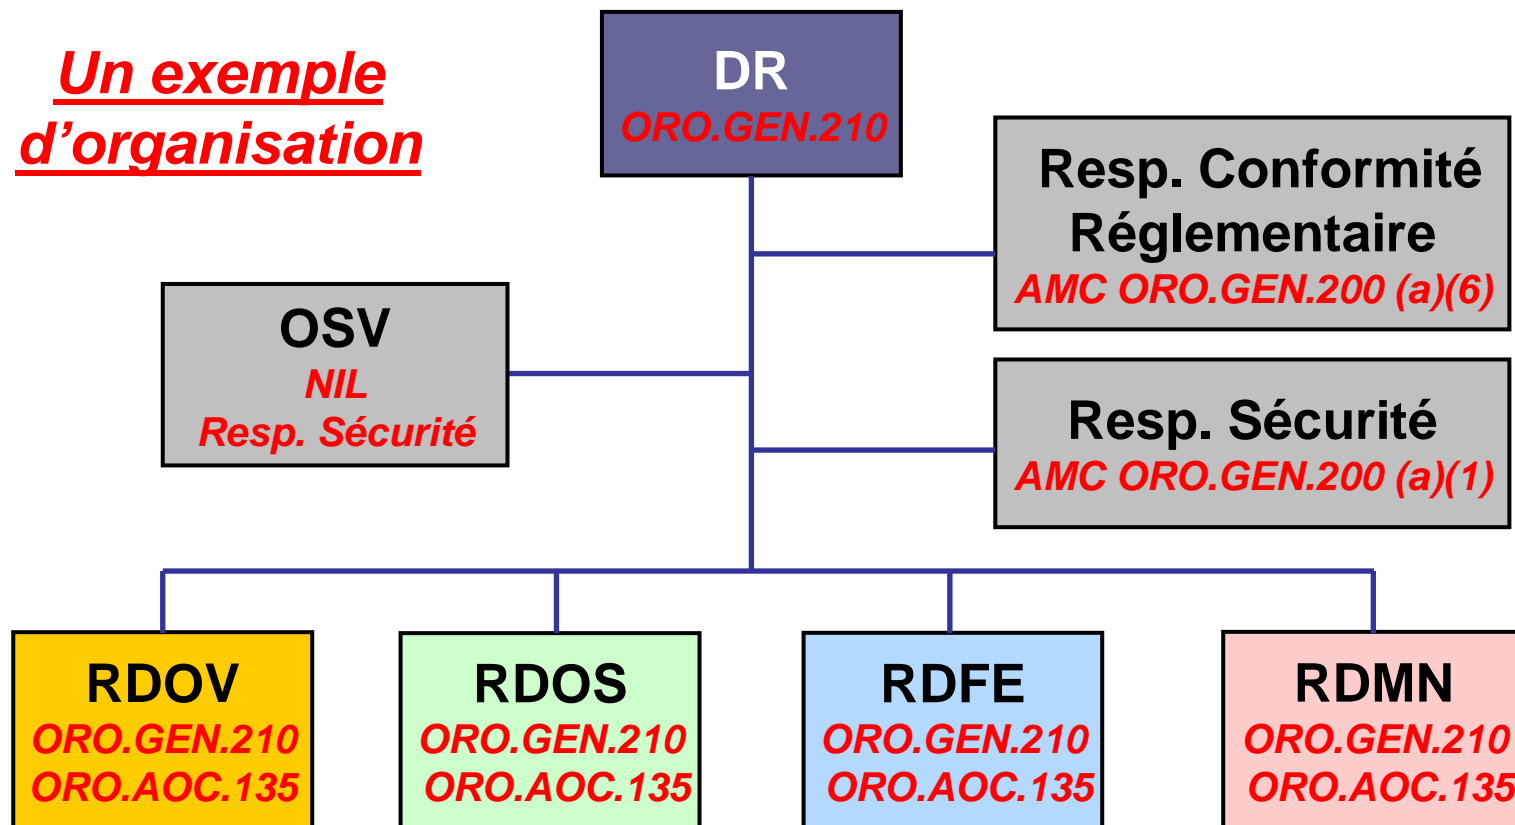 Un exemple
d’organisation
DR
ORO.GEN.210
Resp. Conformité
Réglementaire
AMC ORO.GEN.200 (a)(6)
OSV
NIL
Resp. Sécurité
Resp. Sécurité
AMC ORO.GEN.200 (a)(1)
RDOV
ORO.GEN.210
ORO.AOC.135
RDOS
ORO.GEN.210
ORO.AOC.135
RDFE
ORO.GEN.210
ORO.AOC.135
RDMN
ORO.GEN.210
ORO.AOC.135